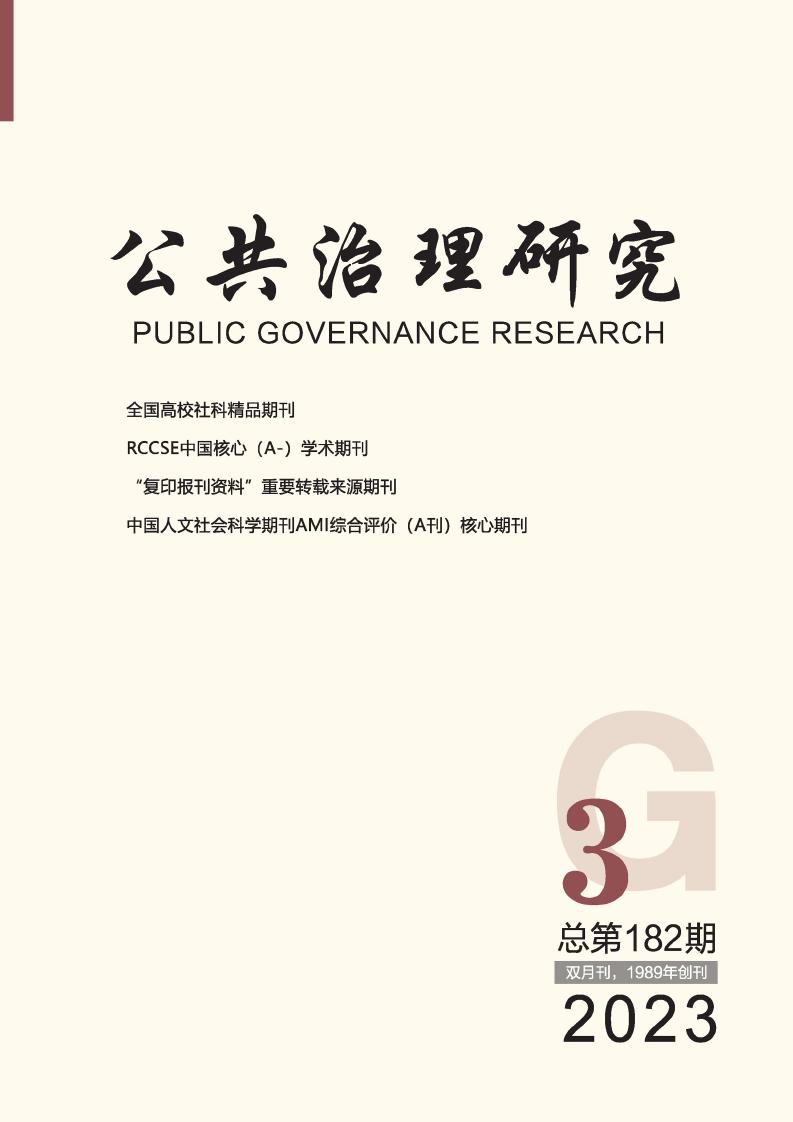 公共治理研究
PUBLIC GOVERNANCE RESEARCH
全国高校社科精品期刊
RCCSE中国核心（A-）学术期刊
“复印报刊资料”重要转载来源期刊
中国人文社会科学期刊AMI综合评价（A刊）核心期刊
G
3
总第182期
双月刊，1989年创刊
2023